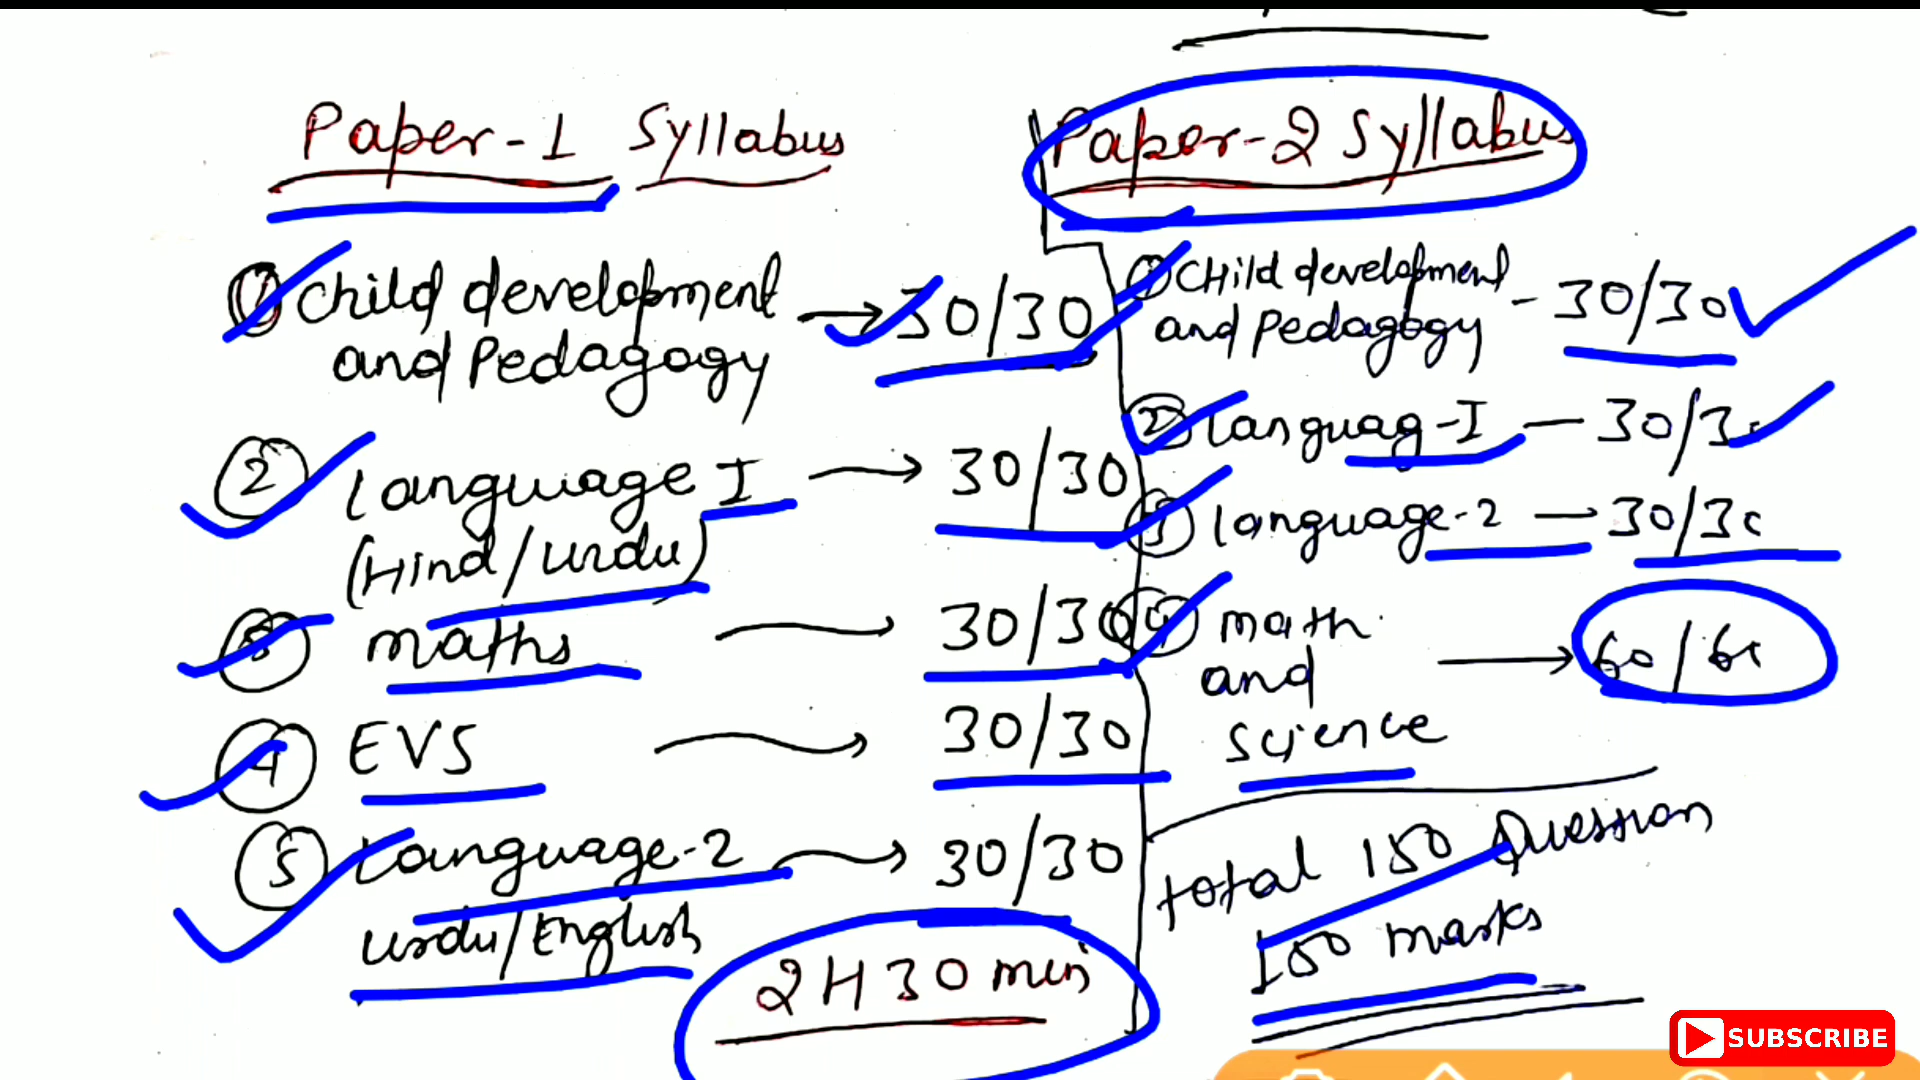 Paper-1 Syllabus
① Child development → 30/30
and Pedagogy
② Language I → 30/30
(Hind/urdu)
③ maths → 30/30
④ EVS → 30/30
⑤ Language-2 → 30/30
urdu/English
2H 30 min
Paper-2 Syllabus
① CHild development - 30/30
and Pedagogy
② Languag-I — 30/30
③ Language-2 — 30/30
④ math
and → 60/60
Science
Total 150 Question
150 marks
SUBSCRIBE